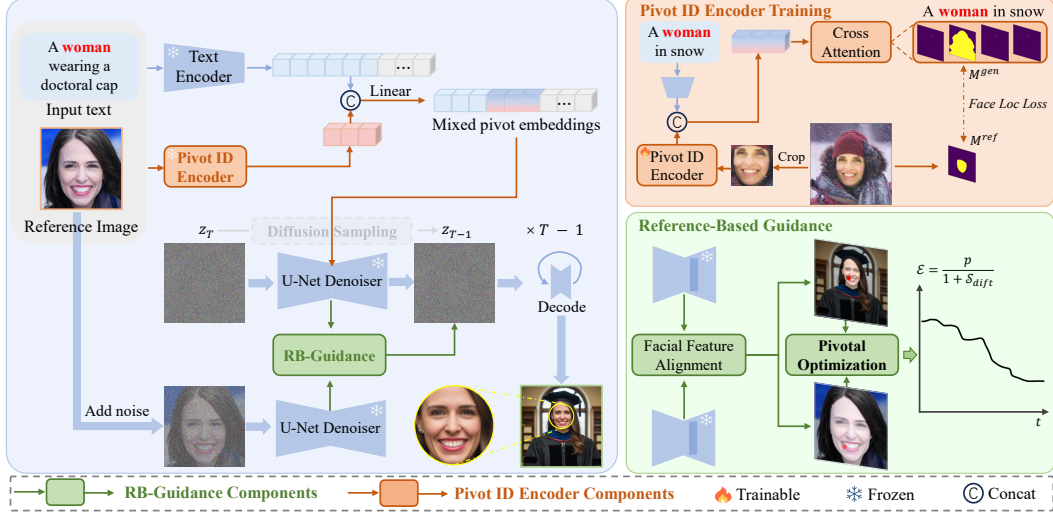 A woman
wearing a
doctoral cap
Input text
Reference Image
Text
Encoder
...
C
Linear
...
Mixed pivot embeddings
Pivot ID
Encoder
z_T
Diffusion Sampling
z_{T−1}
× T − 1
U-Net Denoiser
Decode
RB-Guidance
Add noise
U-Net Denoiser
Pivot ID Encoder Training
A woman
in snow
Cross
Attention
A woman in snow
M^{gen}
Face Loc Loss
M^{ref}
C
Pivot ID
Encoder
Crop
Reference-Based Guidance
Facial Feature
Alignment
Pivotal
Optimization
ℰ = p / (1 + 𝒮_{dift})
t
RB-Guidance Components
Pivot ID Encoder Components
Trainable
Frozen
C Concat